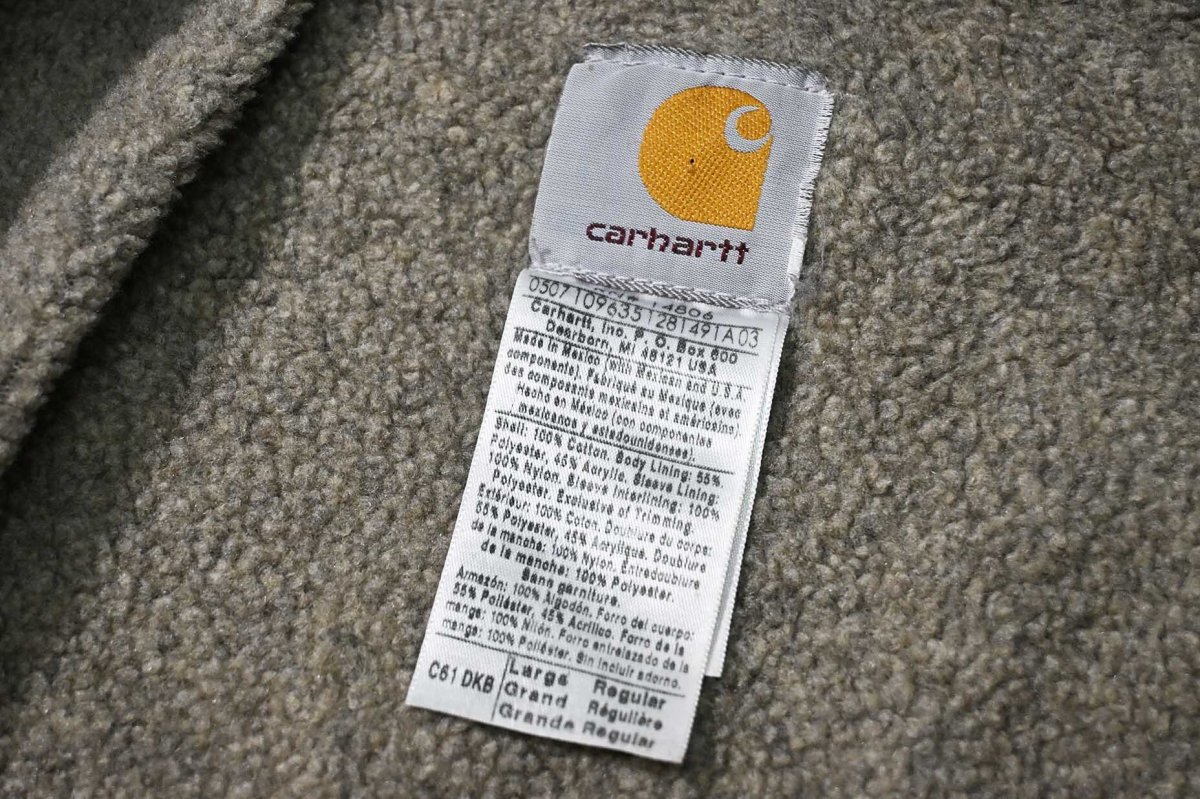 carhartt
4806
05071096351281491A03
Carhartt, Inc. P. O. Box 600
Dearborn, MI 48121 USA
Made in Mexico (with Mexican and U.S.A.
components). Fabriqué au Mexique (avec
des composants mexicains et américains).
Hecho en México (con componentes
mexicanos y estadounidenses).
Shell: 100% Cotton. Body Lining: 55%
Polyester, 45% Acrylic. Sleeve Lining:
100% Nylon. Sleeve Interlining: 100%
Polyester. Exclusive of Trimming.
Extérieur: 100% Coton. Doublure du corps:
55% Polyester, 45% Acrylique. Doublure
de la manche: 100% Nylon. Entredoublure
de la manche: 100% Polyester.
Sans garniture.
Armazón: 100% Algodón. Forro del cuerpo:
55% Poliéster, 45% Acrílico. Forro de la
manga: 100% Nilón. Forro entrelazado de la
manga: 100% Poliéster. Sin incluir adorno.
C61 DKB
Large Regular
Grand Régulière
Grande Regular